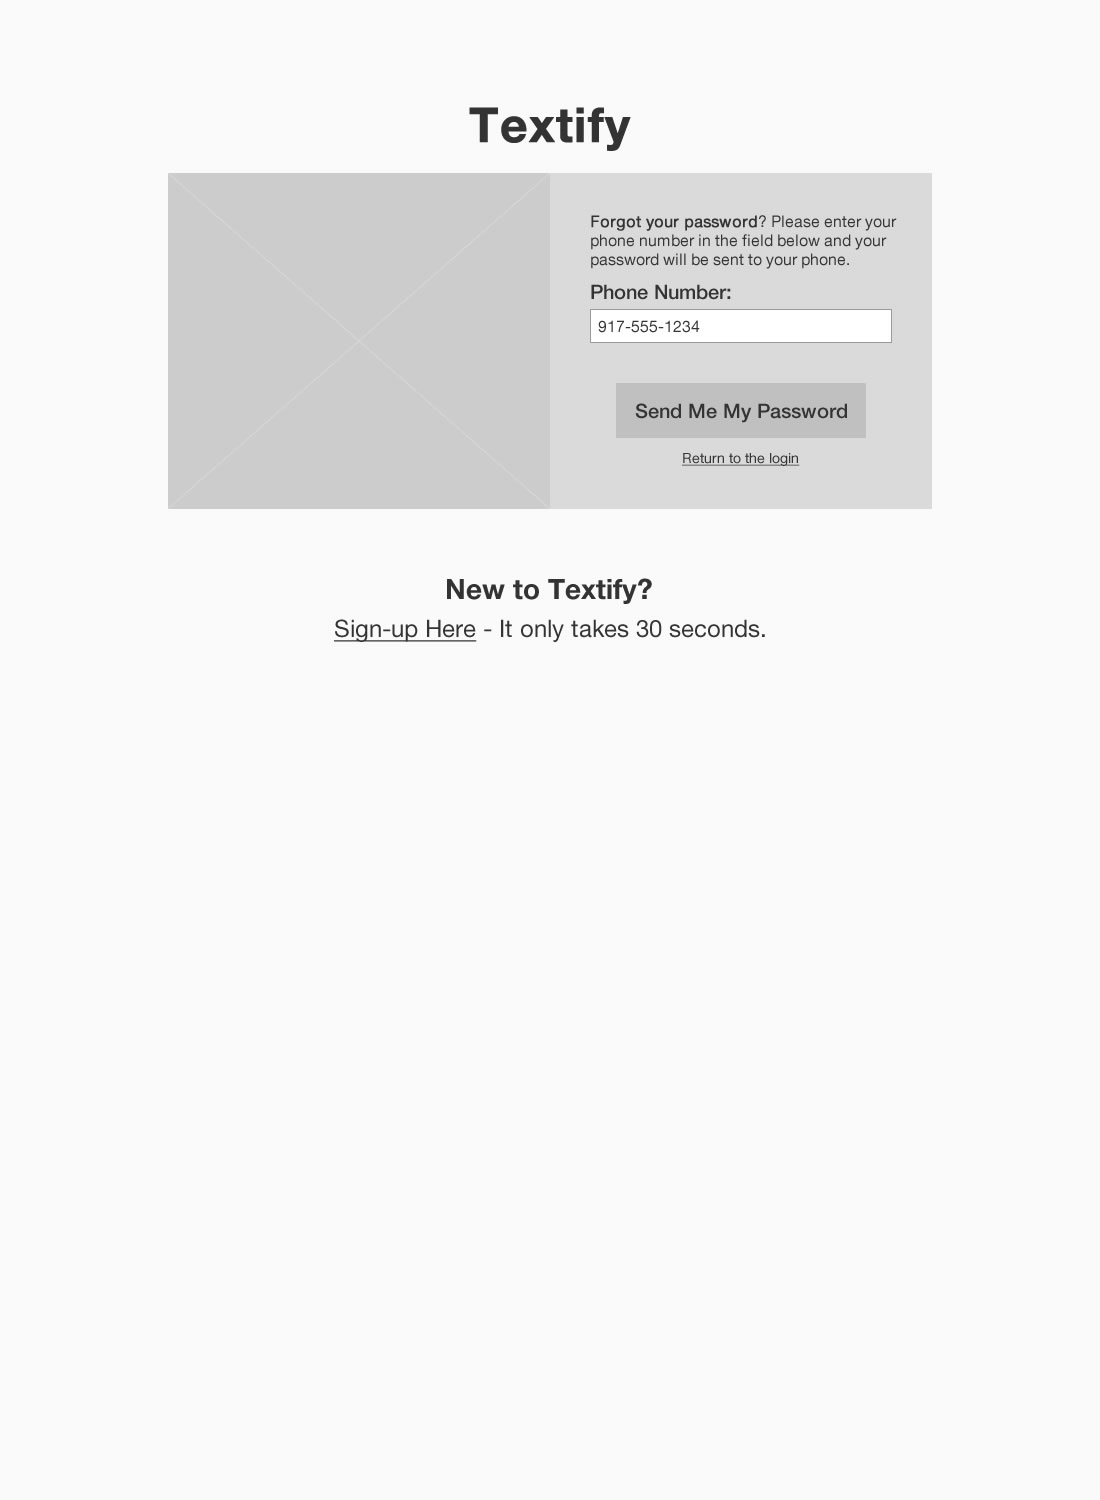 Textify
Forgot your password? Please enter your
phone number in the field below and your
password will be sent to your phone.
Phone Number:
917-555-1234
Send Me My Password
Return to the login
New to Textify?
Sign-up Here - It only takes 30 seconds.